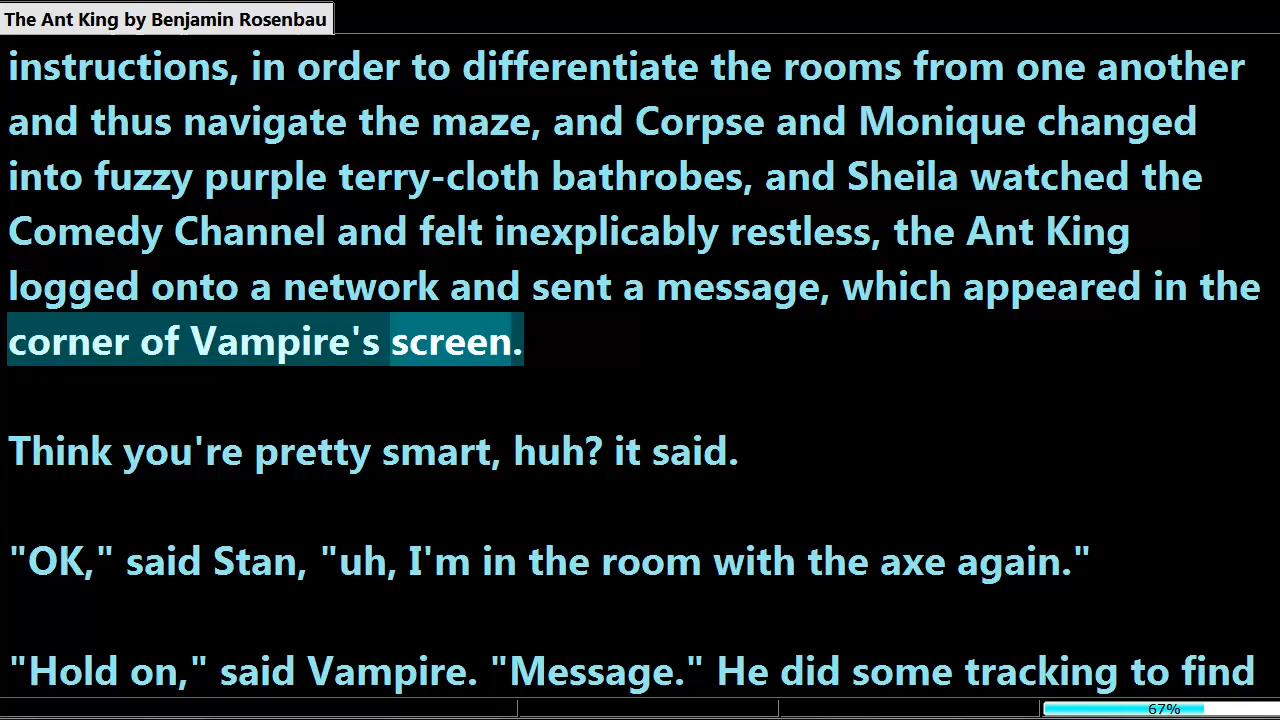 The Ant King by Benjamin Rosenbau
instructions, in order to differentiate the rooms from one another
and thus navigate the maze, and Corpse and Monique changed
into fuzzy purple terry-cloth bathrobes, and Sheila watched the
Comedy Channel and felt inexplicably restless, the Ant King
logged onto a network and sent a message, which appeared in the
corner of Vampire's screen.
Think you're pretty smart, huh? it said.
"OK," said Stan, "uh, I'm in the room with the axe again."
"Hold on," said Vampire. "Message." He did some tracking to find
67%